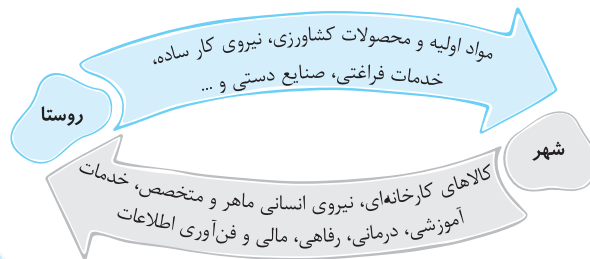 مواد اولیه و محصولات کشاورزی، نیروی کار ساده،
خدمات فراغتی، صنایع دستی و ...
روستا
شهر
کالاهای کارخانه‌ای، نیروی انسانی ماهر و متخصص، خدمات
آموزشی، درمانی، رفاهی، مالی و فن‌آوری اطلاعات